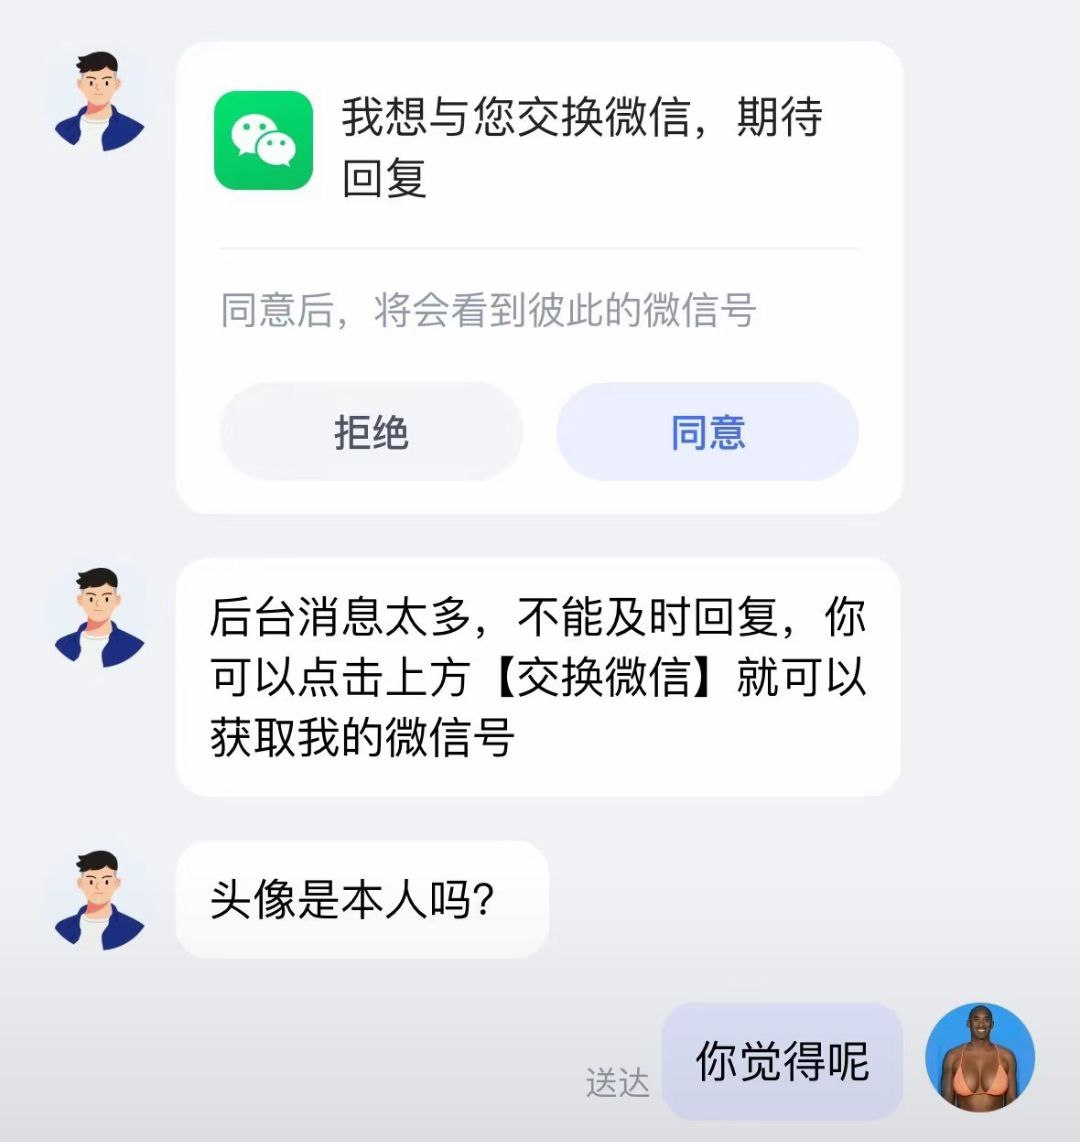 我想与您交换微信，期待
回复
同意后，将会看到彼此的微信号
拒绝
同意
后台消息太多，不能及时回复，你
可以点击上方【交换微信】就可以
获取我的微信号
头像是本人吗？
送达
你觉得呢